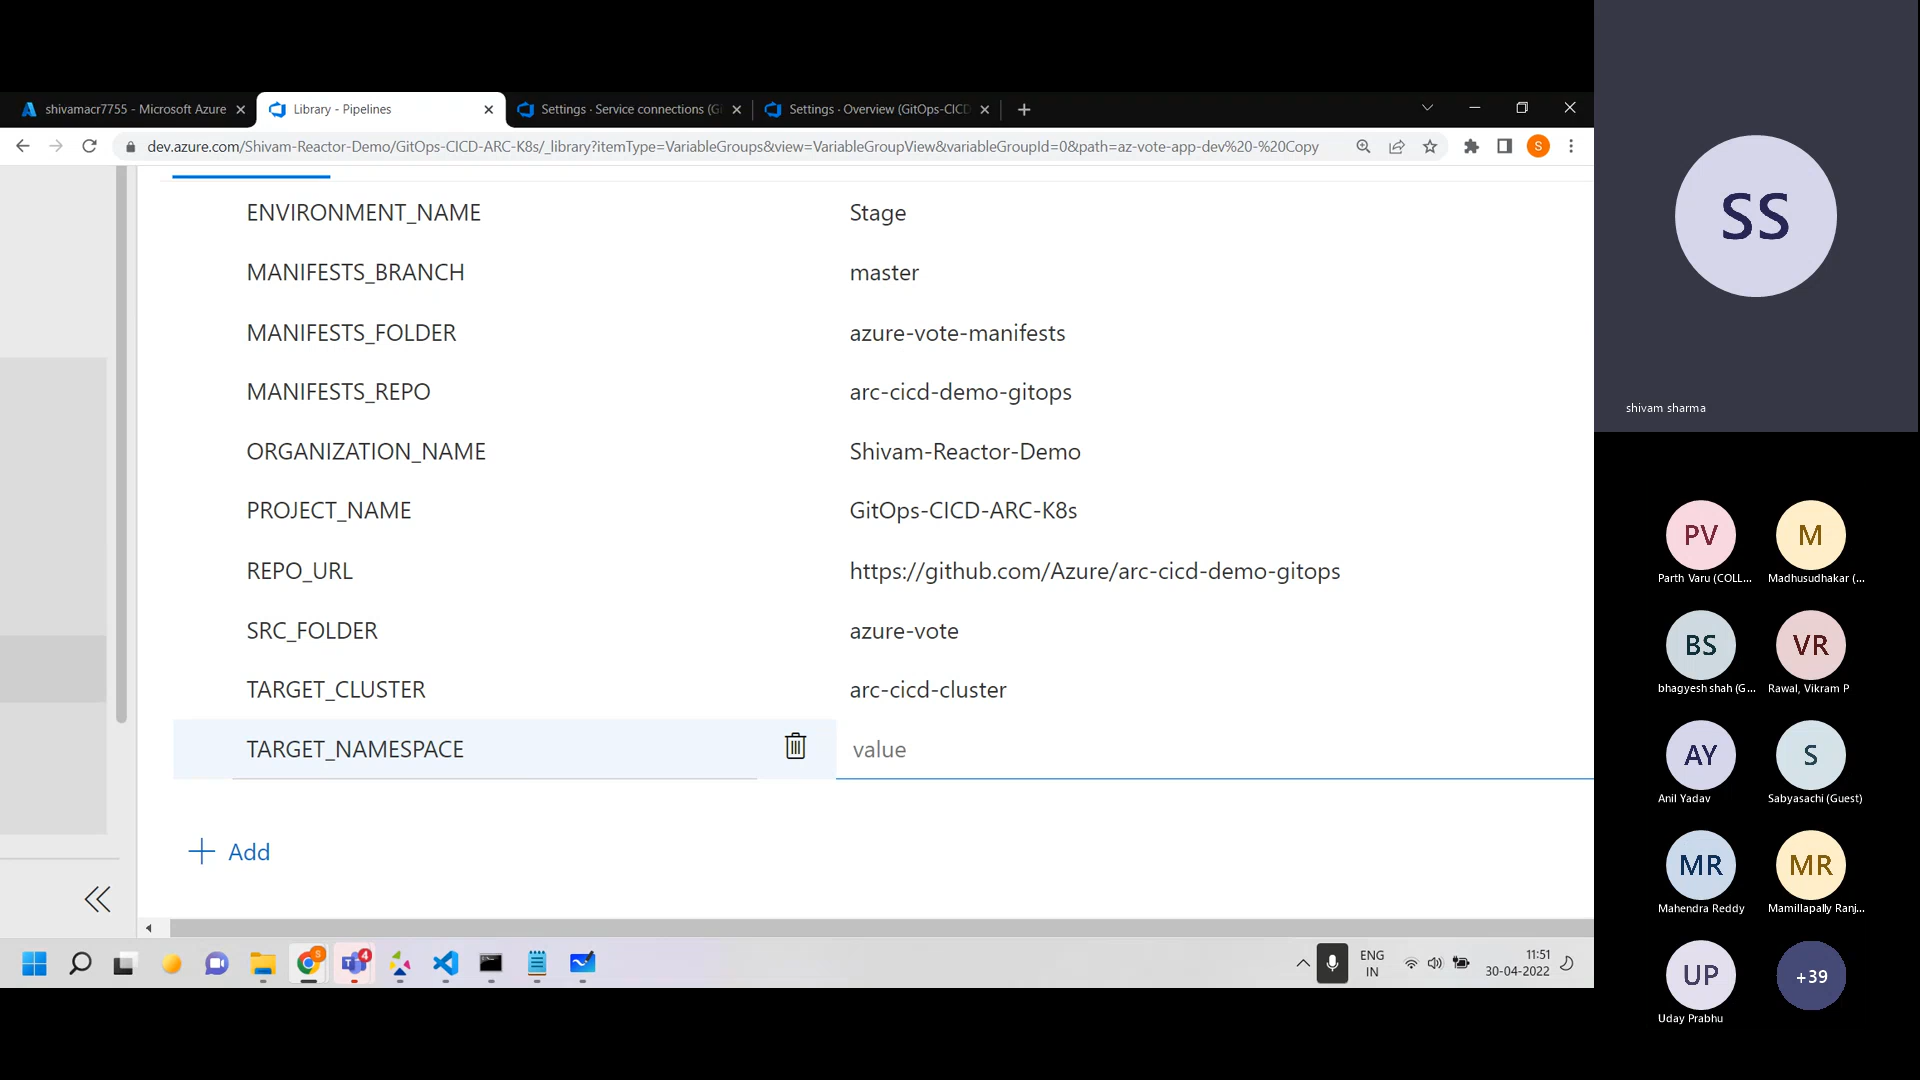 shivamacr7755 - Microsoft Azure
Library - Pipelines
Settings · Service connections (Gi
Settings · Overview (GitOps-CICD
dev.azure.com/Shivam-Reactor-Demo/GitOps-CICD-ARC-K8s/_library?itemType=VariableGroups&view=VariableGroupView&variableGroupId=0&path=az-vote-app-dev%20-%20Copy
S
ENVIRONMENT_NAME Stage
MANIFESTS_BRANCH master
MANIFESTS_FOLDER azure-vote-manifests
MANIFESTS_REPO arc-cicd-demo-gitops
ORGANIZATION_NAME Shivam-Reactor-Demo
PROJECT_NAME GitOps-CICD-ARC-K8s
REPO_URL https://github.com/Azure/arc-cicd-demo-gitops
SRC_FOLDER azure-vote
TARGET_CLUSTER arc-cicd-cluster
TARGET_NAMESPACE value
Add
S
4
ENG
IN
11:51
30-04-2022
SS
shivam sharma
PV M
Parth Varu (COLL... Madhusudhakar (...
BS VR
bhagyesh shah (G... Rawal, Vikram P
AY S
Anil Yadav Sabyasachi (Guest)
MR MR
Mahendra Reddy Mamillapally Ranj...
UP +39
Uday Prabhu